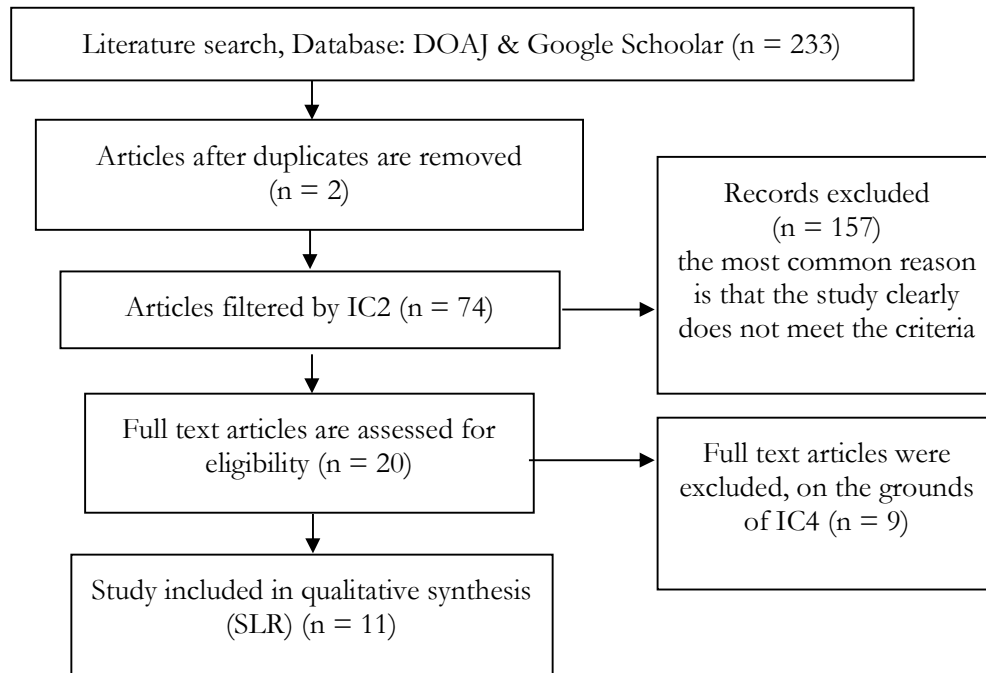 Literature search, Database: DOAJ & Google Schoolar (n = 233)
Articles after duplicates are removed
(n = 2)
Records excluded
(n = 157)
the most common reason
is that the study clearly
does not meet the criteria
Articles filtered by IC2 (n = 74)
Full text articles are assessed for
eligibility (n = 20)
Full text articles were
excluded, on the grounds
of IC4 (n = 9)
Study included in qualitative synthesis
(SLR) (n = 11)